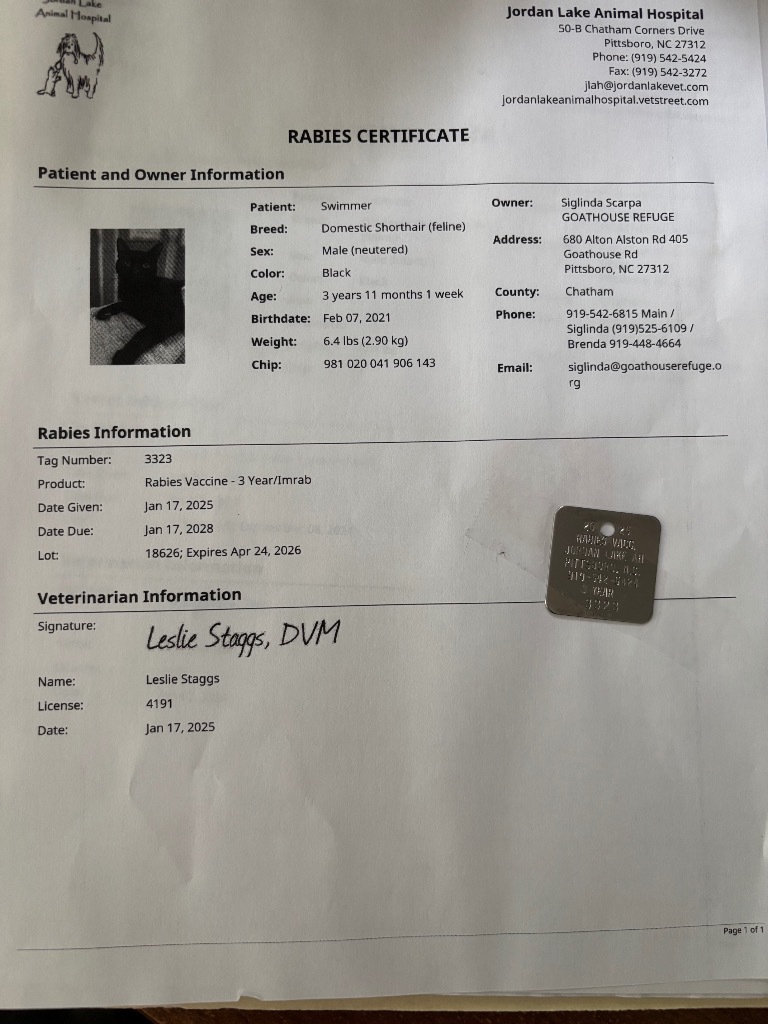 Jordan Lake
Animal Hospital
Jordan Lake Animal Hospital
50-B Chatham Corners Drive
Pittsboro, NC 27312
Phone: (919) 542-5424
Fax: (919) 542-3272
jlah@jordanlakevet.com
jordanlakeanimalhospital.vetstreet.com
RABIES CERTIFICATE
Patient and Owner Information
Patient: Swimmer
Breed: Domestic Shorthair (feline)
Sex: Male (neutered)
Color: Black
Age: 3 years 11 months 1 week
Birthdate: Feb 07, 2021
Weight: 6.4 lbs (2.90 kg)
Chip: 981 020 041 906 143
Owner: Siglinda Scarpa
GOATHOUSE REFUGE
Address: 680 Alton Alston Rd 405
Goathouse Rd
Pittsboro, NC 27312
County: Chatham
Phone: 919-542-6815 Main /
Siglinda (919)525-6109 /
Brenda 919-448-4664
Email: siglinda@goathouserefuge.o
rg
Rabies Information
Tag Number: 3323
Product: Rabies Vaccine - 3 Year/Imrab
Date Given: Jan 17, 2025
Date Due: Jan 17, 2028
Lot: 18626; Expires Apr 24, 2026
RABIES VACC.
JORDAN LAKE AH
PITTSBORO, N.C.
919-542-5424
3 YEAR
3323
Veterinarian Information
Signature: Leslie Staggs, DVM
Name: Leslie Staggs
License: 4191
Date: Jan 17, 2025
Page 1 of 1